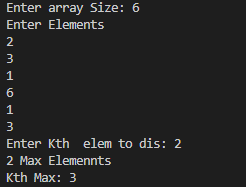 Enter array Size: 6
Enter Elements
2
3
1
6
1
3
Enter Kth  elem to dis: 2
2 Max Elemennts
Kth Max: 3